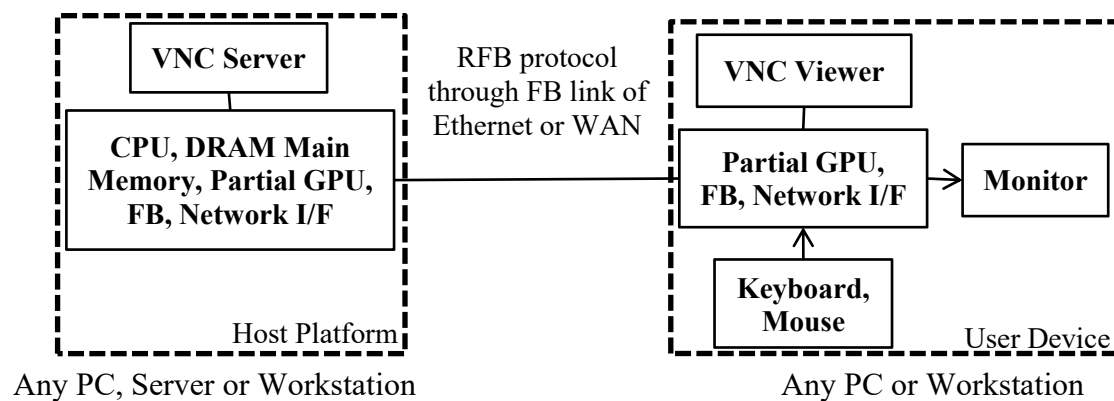 VNC Server
CPU, DRAM Main
Memory, Partial GPU,
FB, Network I/F
Host Platform
Any PC, Server or Workstation
RFB protocol
through FB link of
Ethernet or WAN
VNC Viewer
Partial GPU,
FB, Network I/F
Monitor
Keyboard,
Mouse
User Device
Any PC or Workstation